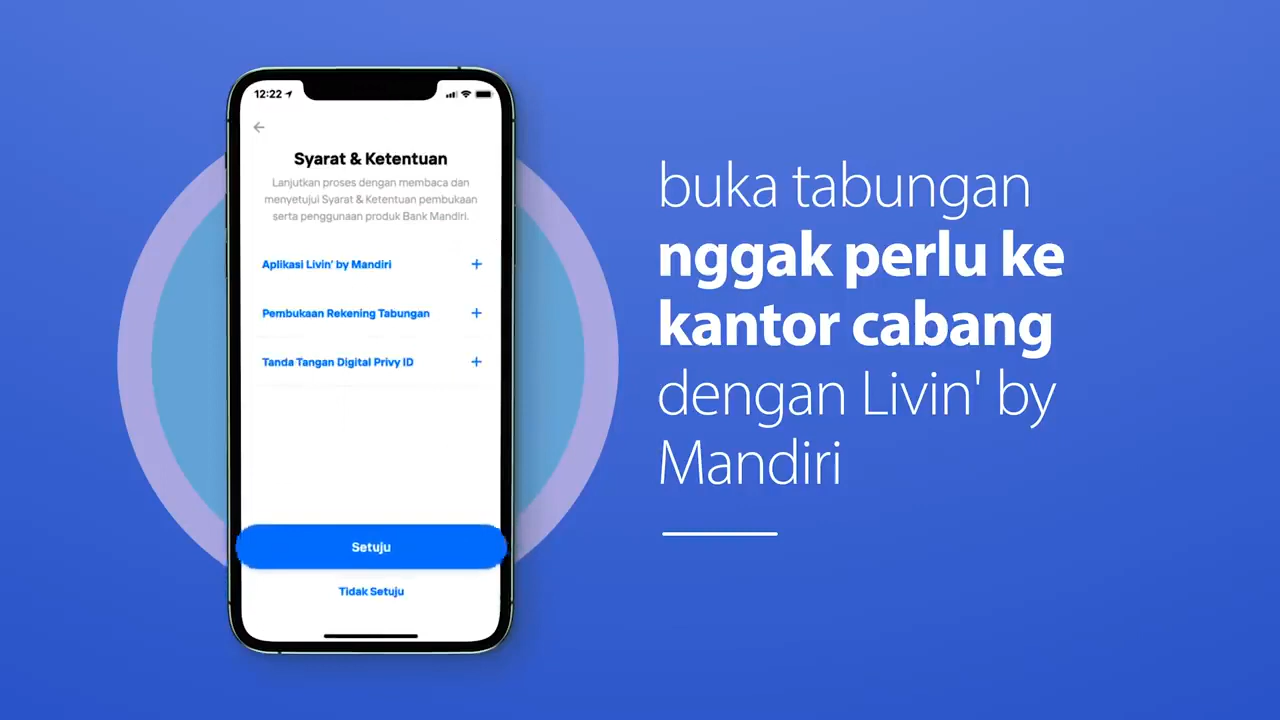 12:22
Syarat & Ketentuan
Lanjutkan proses dengan membaca dan
menyetujui Syarat & Ketentuan pembukaan
serta penggunaan produk Bank Mandiri.
Aplikasi Livin' by Mandiri +
Pembukaan Rekening Tabungan +
Tanda Tangan Digital Privy ID +
Setuju
Tidak Setuju
buka tabungan
nggak perlu ke
kantor cabang
dengan Livin' by
Mandiri